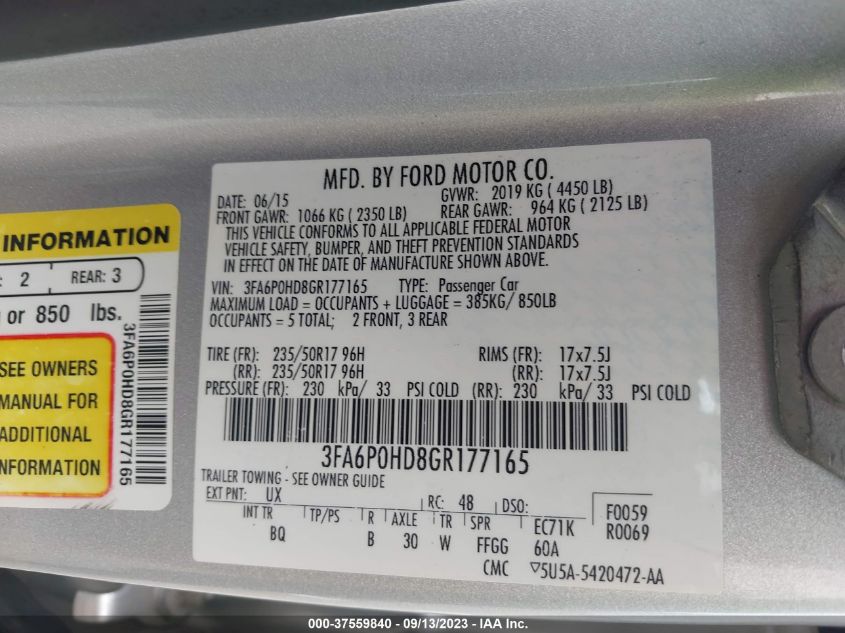 MFD. BY FORD MOTOR CO.
DATE: 06/15 GVWR: 2019 KG ( 4450 LB)
FRONT GAWR: 1066 KG ( 2350 LB) REAR GAWR: 964 KG ( 2125 LB)
THIS VEHICLE CONFORMS TO ALL APPLICABLE FEDERAL MOTOR
VEHICLE SAFETY, BUMPER, AND THEFT PREVENTION STANDARDS
IN EFFECT ON THE DATE OF MANUFACTURE SHOWN ABOVE.
VIN: 3FA6P0HD8GR177165 TYPE: Passenger Car
MAXIMUM LOAD = OCCUPANTS + LUGGAGE = 385KG/ 850LB
OCCUPANTS = 5 TOTAL; 2 FRONT, 3 REAR
TIRE (FR): 235/50R17 96H RIMS (FR): 17x7.5J
(RR): 235/50R17 96H (RR): 17x7.5J
PRESSURE (FR): 230 kPa/ 33 PSI COLD (RR): 230 kPa/ 33 PSI COLD
3FA6P0HD8GR177165
TRAILER TOWING - SEE OWNER GUIDE
EXT PNT: UX RC: 48 DSO: F0059
INT TR TP/PS R AXLE TR SPR EC71K R0069
BQ B 30 W FFGG 60A
CMC ▽5U5A-5420472-AA
INFORMATION
: 2 REAR: 3
or 850 lbs.
SEE OWNERS
MANUAL FOR
ADDITIONAL
3FA6P0HD8GR177165
000-37559840 - 09/13/2023 - IAA Inc.